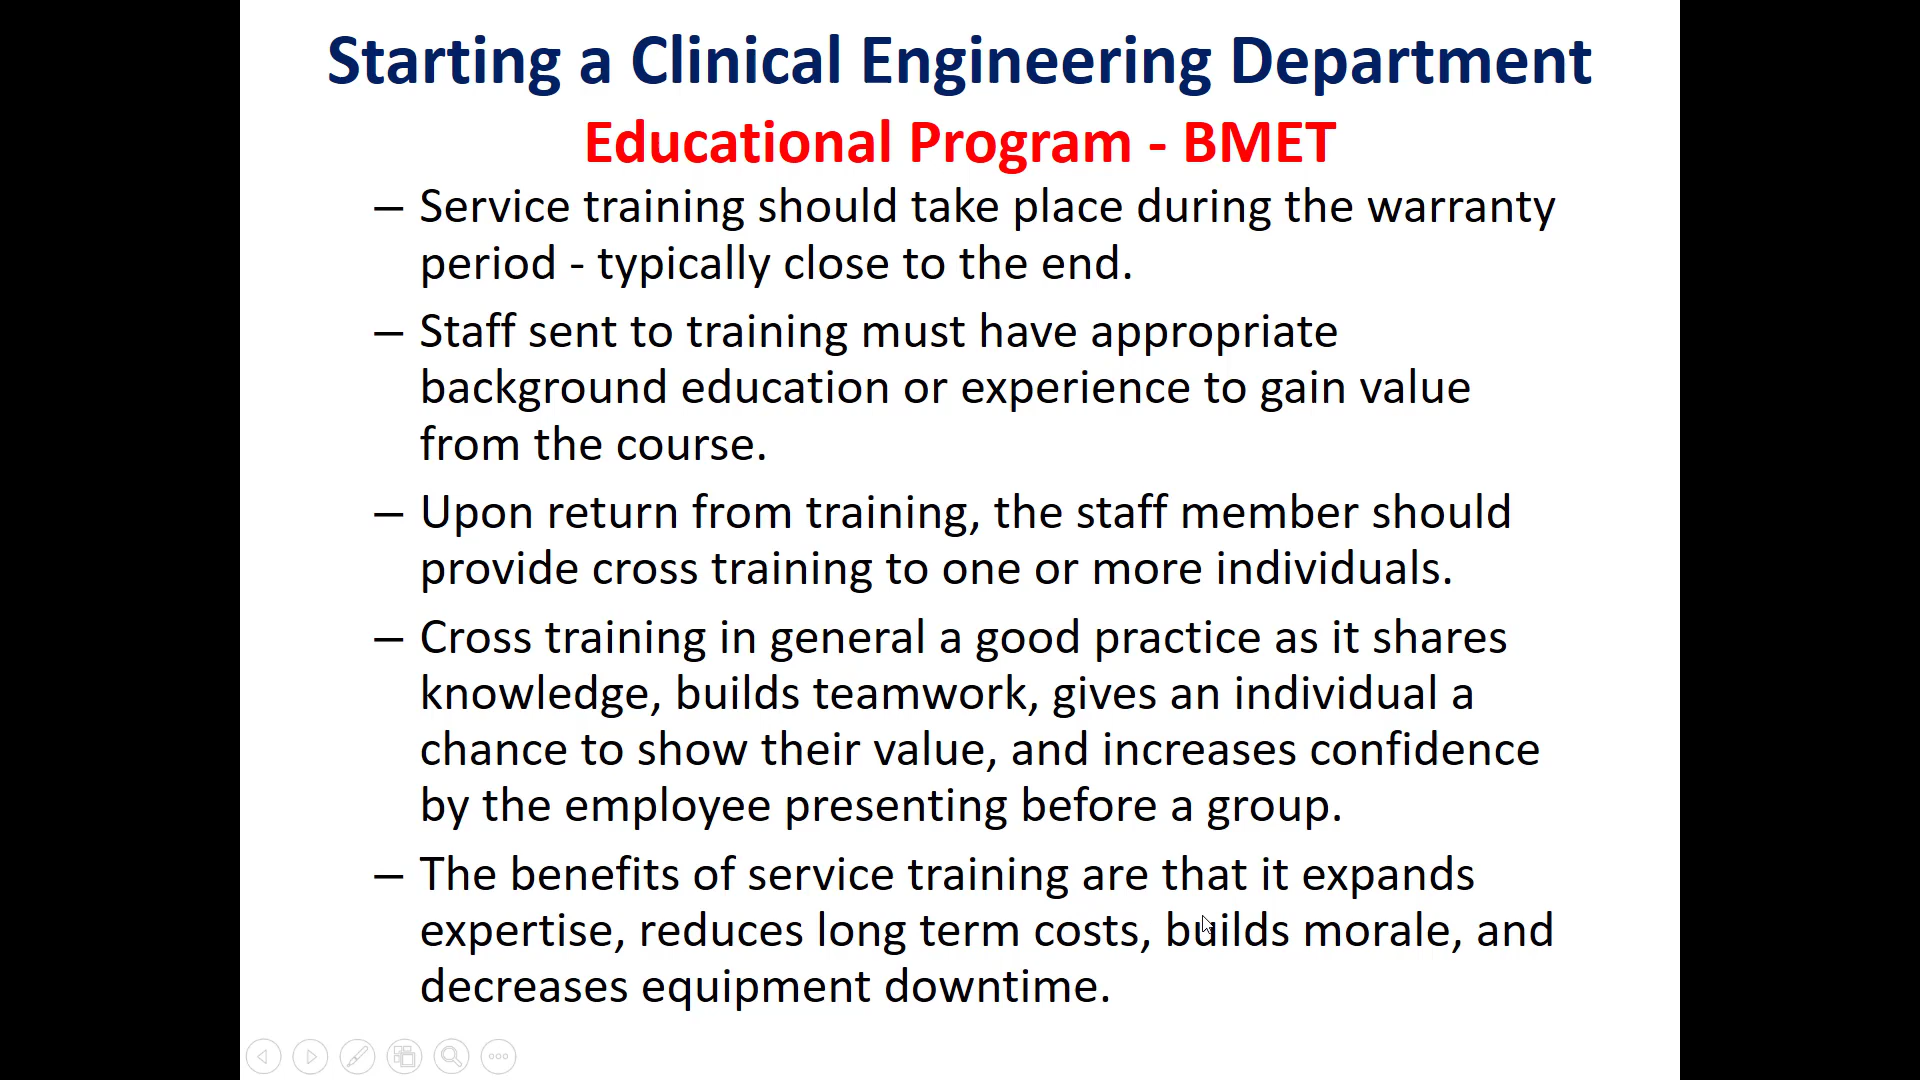 Starting a Clinical Engineering Department
Educational Program - BMET
– Service training should take place during the warranty
period - typically close to the end.
– Staff sent to training must have appropriate
background education or experience to gain value
from the course.
– Upon return from training, the staff member should
provide cross training to one or more individuals.
– Cross training in general a good practice as it shares
knowledge, builds teamwork, gives an individual a
chance to show their value, and increases confidence
by the employee presenting before a group.
– The benefits of service training are that it expands
expertise, reduces long term costs, builds morale, and
decreases equipment downtime.